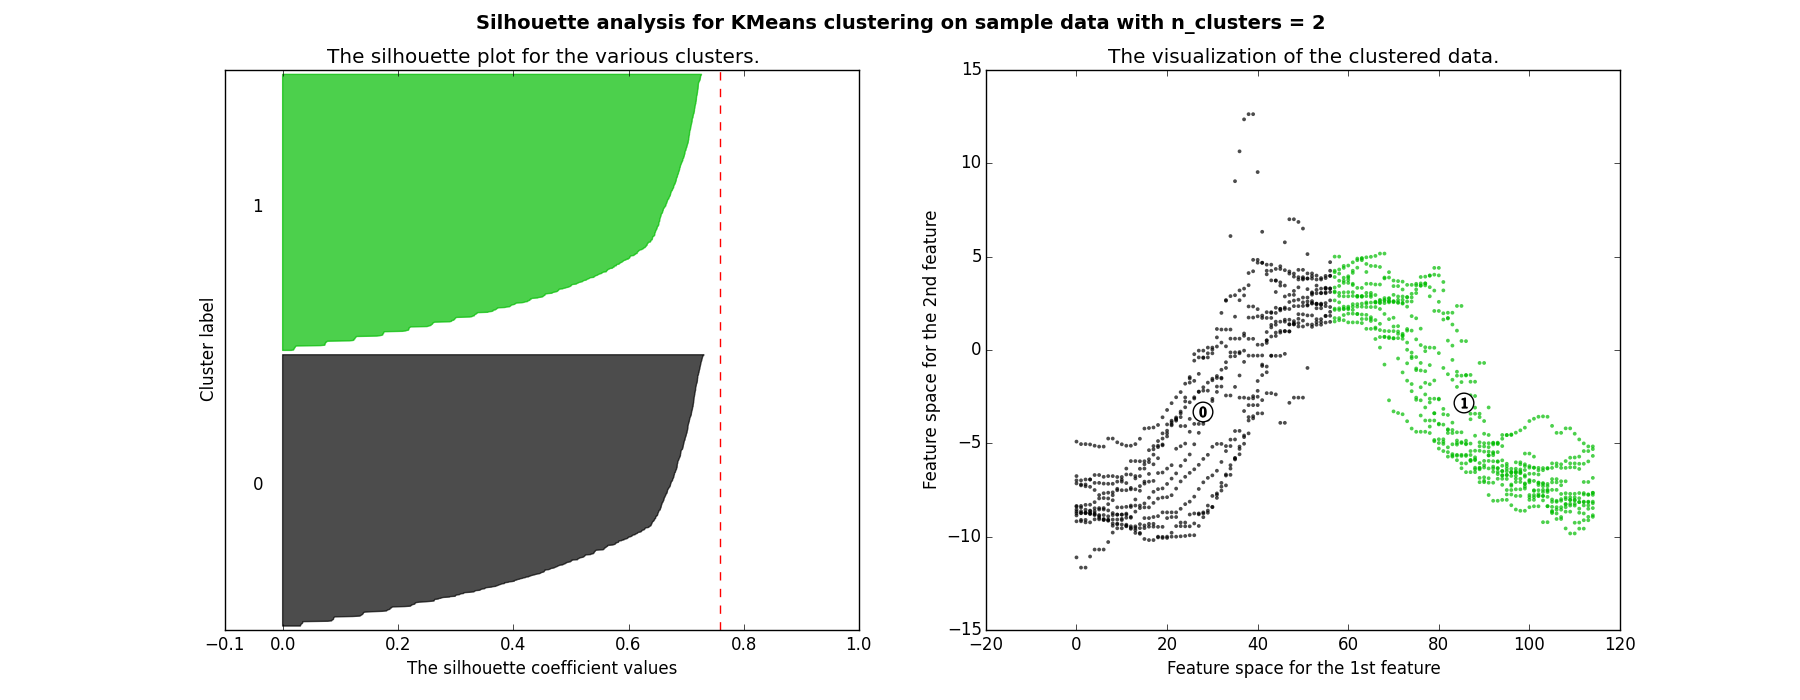 Silhouette analysis for KMeans clustering on sample data with n_clusters = 2
The silhouette plot for the various clusters.
Cluster label
1
0
−0.1 0.0 0.2 0.4 0.6 0.8 1.0
The silhouette coefficient values
The visualization of the clustered data.
Feature space for the 2nd feature
15
10
5
0
−5
−10
−15
0
1
−20 0 20 40 60 80 100 120
Feature space for the 1st feature